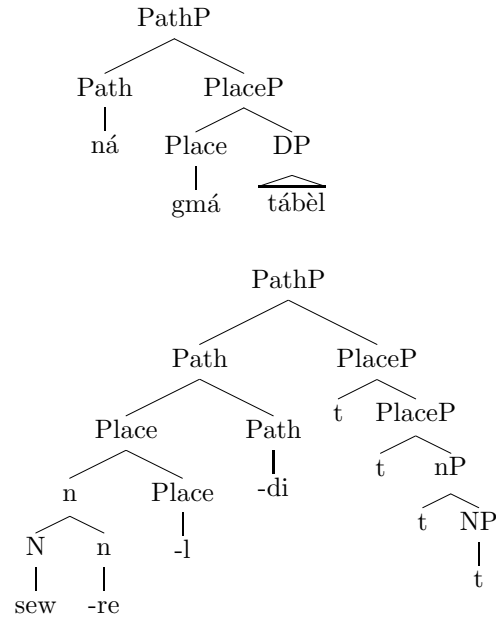 PathP
Path PlaceP
ná Place DP
gmá tábèl
PathP
Path PlaceP
Place Path t PlaceP
n Place -di t nP
N n -l t NP
sew -re t